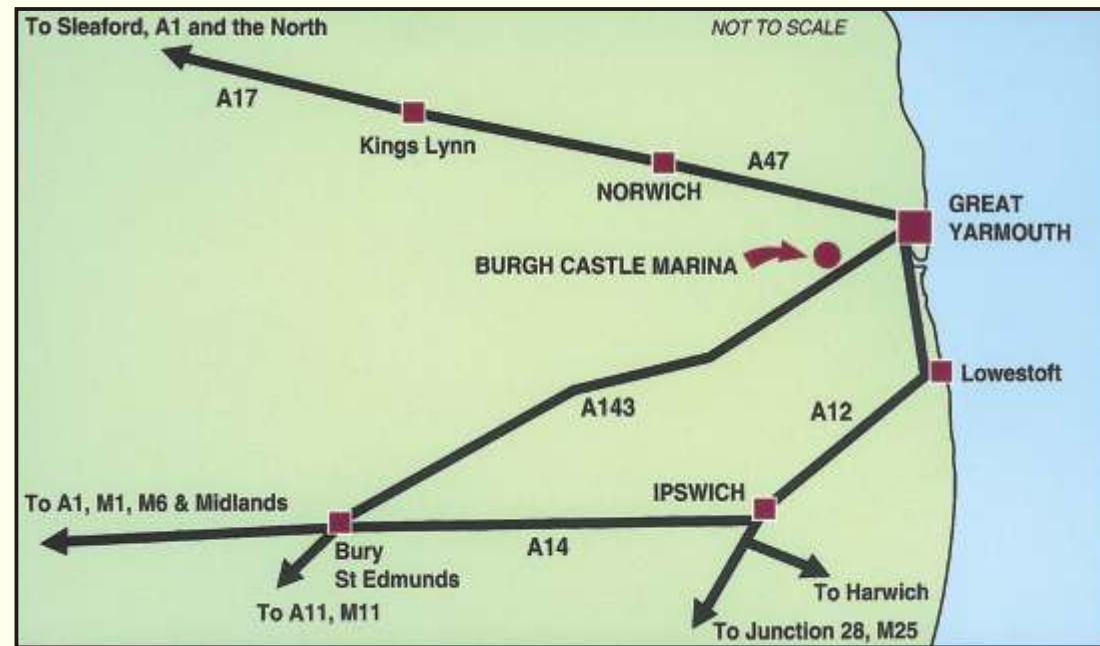 To Sleaford, A1 and the North
NOT TO SCALE
A17
Kings Lynn
A47
NORWICH
GREAT
YARMOUTH
BURGH CASTLE MARINA
Lowestoft
A143
A12
To A1, M1, M6 & Midlands
IPSWICH
A14
Bury
St Edmunds
To Harwich
To A11, M11
To Junction 28, M25